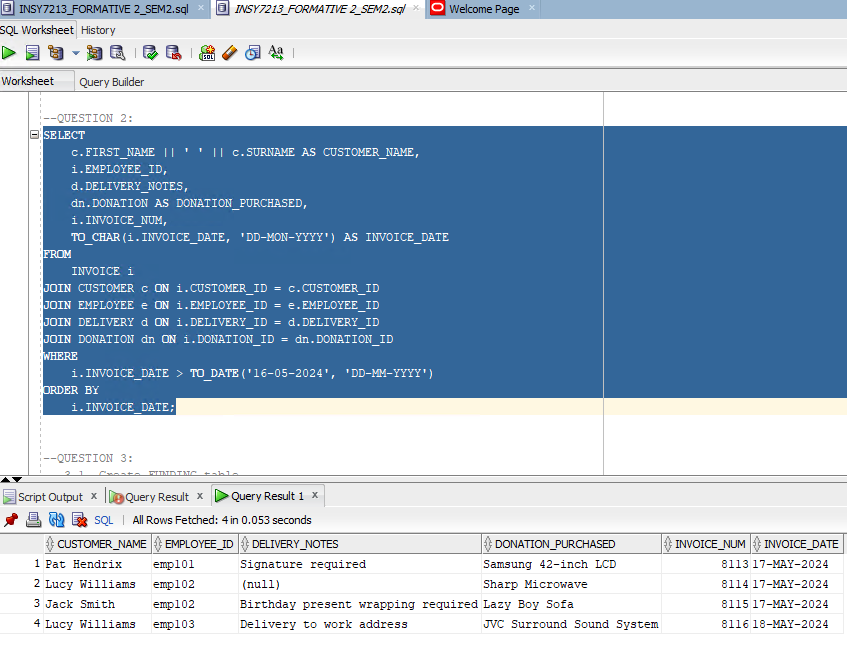 INSY7213_FORMATIVE 2_SEM2.sql × INSY7213_FORMATIVE 2_SEM2.sql × Welcome Page ×
SQL Worksheet History
Worksheet Query Builder
--QUESTION 2:
SELECT
c.FIRST_NAME || ' ' || c.SURNAME AS CUSTOMER_NAME,
i.EMPLOYEE_ID,
d.DELIVERY_NOTES,
dn.DONATION AS DONATION_PURCHASED,
i.INVOICE_NUM,
TO_CHAR(i.INVOICE_DATE, 'DD-MON-YYYY') AS INVOICE_DATE
FROM
INVOICE i
JOIN CUSTOMER c ON i.CUSTOMER_ID = c.CUSTOMER_ID
JOIN EMPLOYEE e ON i.EMPLOYEE_ID = e.EMPLOYEE_ID
JOIN DELIVERY d ON i.DELIVERY_ID = d.DELIVERY_ID
JOIN DONATION dn ON i.DONATION_ID = dn.DONATION_ID
WHERE
i.INVOICE_DATE > TO_DATE('16-05-2024', 'DD-MM-YYYY')
ORDER BY
i.INVOICE_DATE;
--QUESTION 3:
3.1 Create FUNDING table
Script Output x Query Result x Query Result 1 x
SQL | All Rows Fetched: 4 in 0.053 seconds
CUSTOMER_NAME EMPLOYEE_ID DELIVERY_NOTES DONATION_PURCHASED INVOICE_NUM INVOICE_DATE
1 Pat Hendrix emp101 Signature required Samsung 42-inch LCD 8113 17-MAY-2024
2 Lucy Williams emp102 (null) Sharp Microwave 8114 17-MAY-2024
3 Jack Smith emp102 Birthday present wrapping required Lazy Boy Sofa 8115 17-MAY-2024
4 Lucy Williams emp103 Delivery to work address JVC Surround Sound System 8116 18-MAY-2024